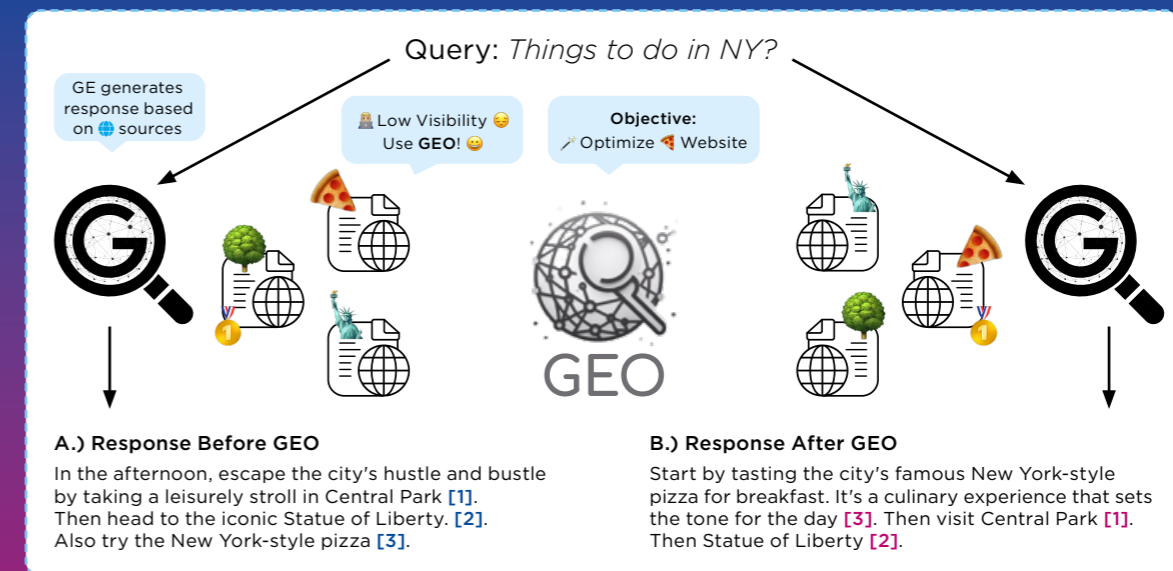 Query: Things to do in NY?
GE generates
response based
on 🌐 sources
👩🏼‍💻 Low Visibility 😔
Use GEO! 😀
Objective:
🪄 Optimize 🍕 Website
G
1
GEO
1
G
A.) Response Before GEO
In the afternoon, escape the city's hustle and bustle
by taking a leisurely stroll in Central Park [1].
Then head to the iconic Statue of Liberty. [2].
Also try the New York-style pizza [3].
B.) Response After GEO
Start by tasting the city's famous New York-style
pizza for breakfast. It's a culinary experience that sets
the tone for the day [3]. Then visit Central Park [1].
Then Statue of Liberty [2].